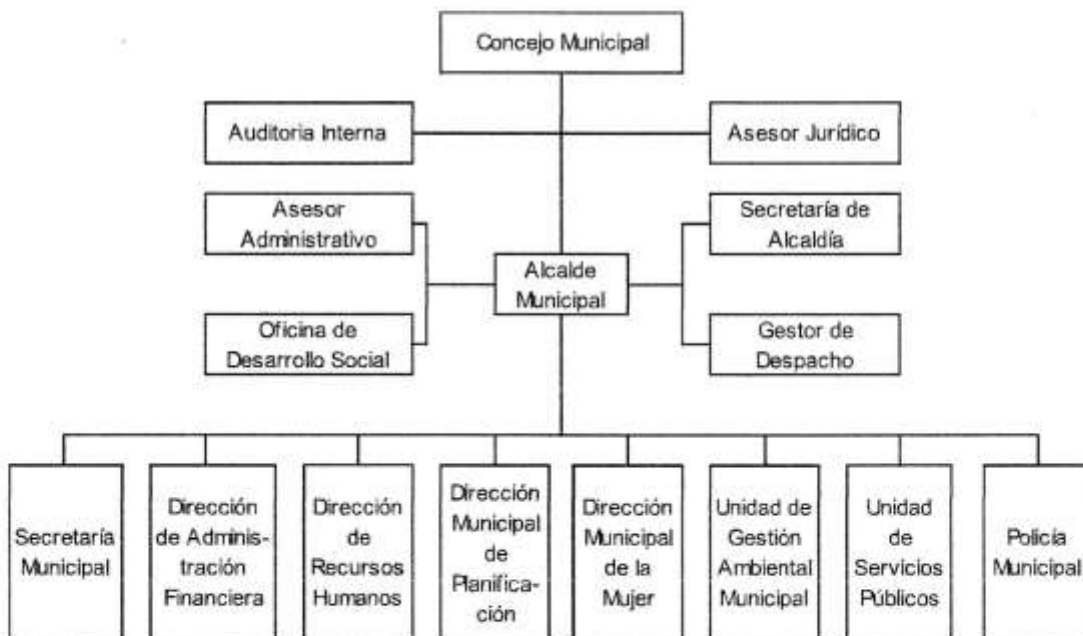 Concejo Municipal
Auditoria Interna
Asesor Jurídico
Asesor
Administrativo
Secretaría de
Alcaldía
Alcalde
Municipal
Oficina de
Desarrollo Social
Gestor de
Despacho
Secretaría
Municipal
Dirección
de Adminis-
tración
Financiera
Dirección
de
Recursos
Humanos
Dirección
Municipal
de
Planifica-
ción
Dirección
Municipal
de la
Mujer
Unidad de
Gestión
Ambiental
Municipal
Unidad
de
Servicios
Públicos
Policía
Municipal